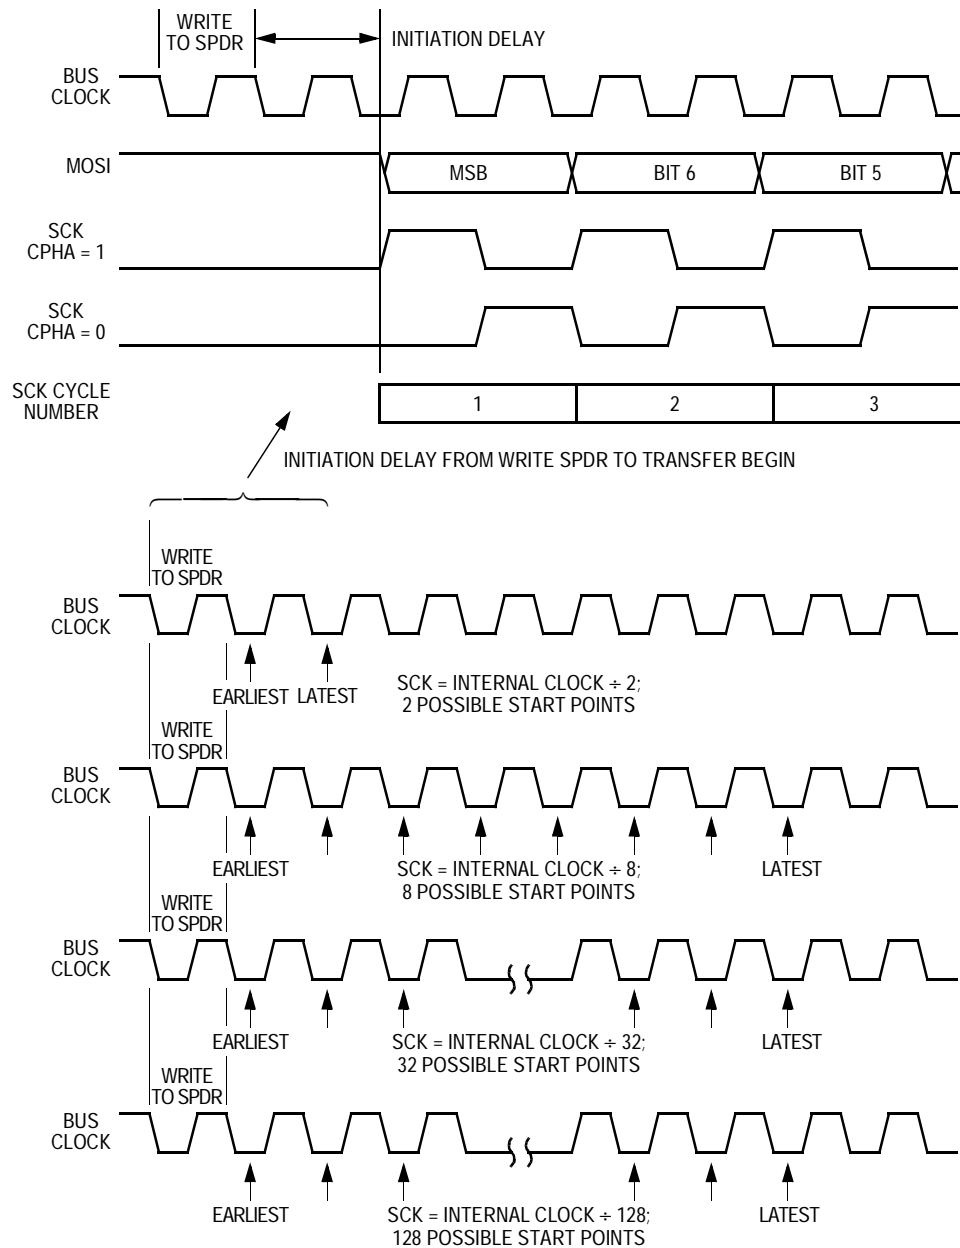 WRITE
TO SPDR
INITIATION DELAY
BUS
CLOCK
MOSI
MSB
BIT 6
BIT 5
SCK
CPHA = 1
SCK
CPHA = 0
SCK CYCLE
NUMBER
1
2
3
INITIATION DELAY FROM WRITE SPDR TO TRANSFER BEGIN
WRITE
TO SPDR
BUS
CLOCK
EARLIEST
LATEST
SCK = INTERNAL CLOCK ÷ 2;
2 POSSIBLE START POINTS
WRITE
TO SPDR
BUS
CLOCK
EARLIEST
SCK = INTERNAL CLOCK ÷ 8;
8 POSSIBLE START POINTS
LATEST
WRITE
TO SPDR
BUS
CLOCK
EARLIEST
SCK = INTERNAL CLOCK ÷ 32;
32 POSSIBLE START POINTS
LATEST
WRITE
TO SPDR
BUS
CLOCK
EARLIEST
SCK = INTERNAL CLOCK ÷ 128;
128 POSSIBLE START POINTS
LATEST